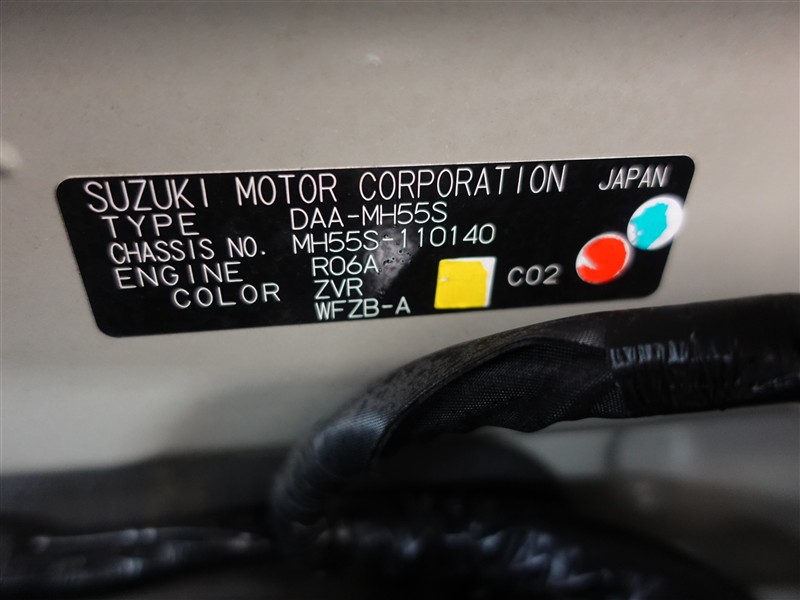 SUZUKI MOTOR CORPORATION JAPAN
TYPE DAA-MH55S
CHASSIS NO. MH55S-110140
ENGINE R06A
COLOR ZVR C02
WFZB-A